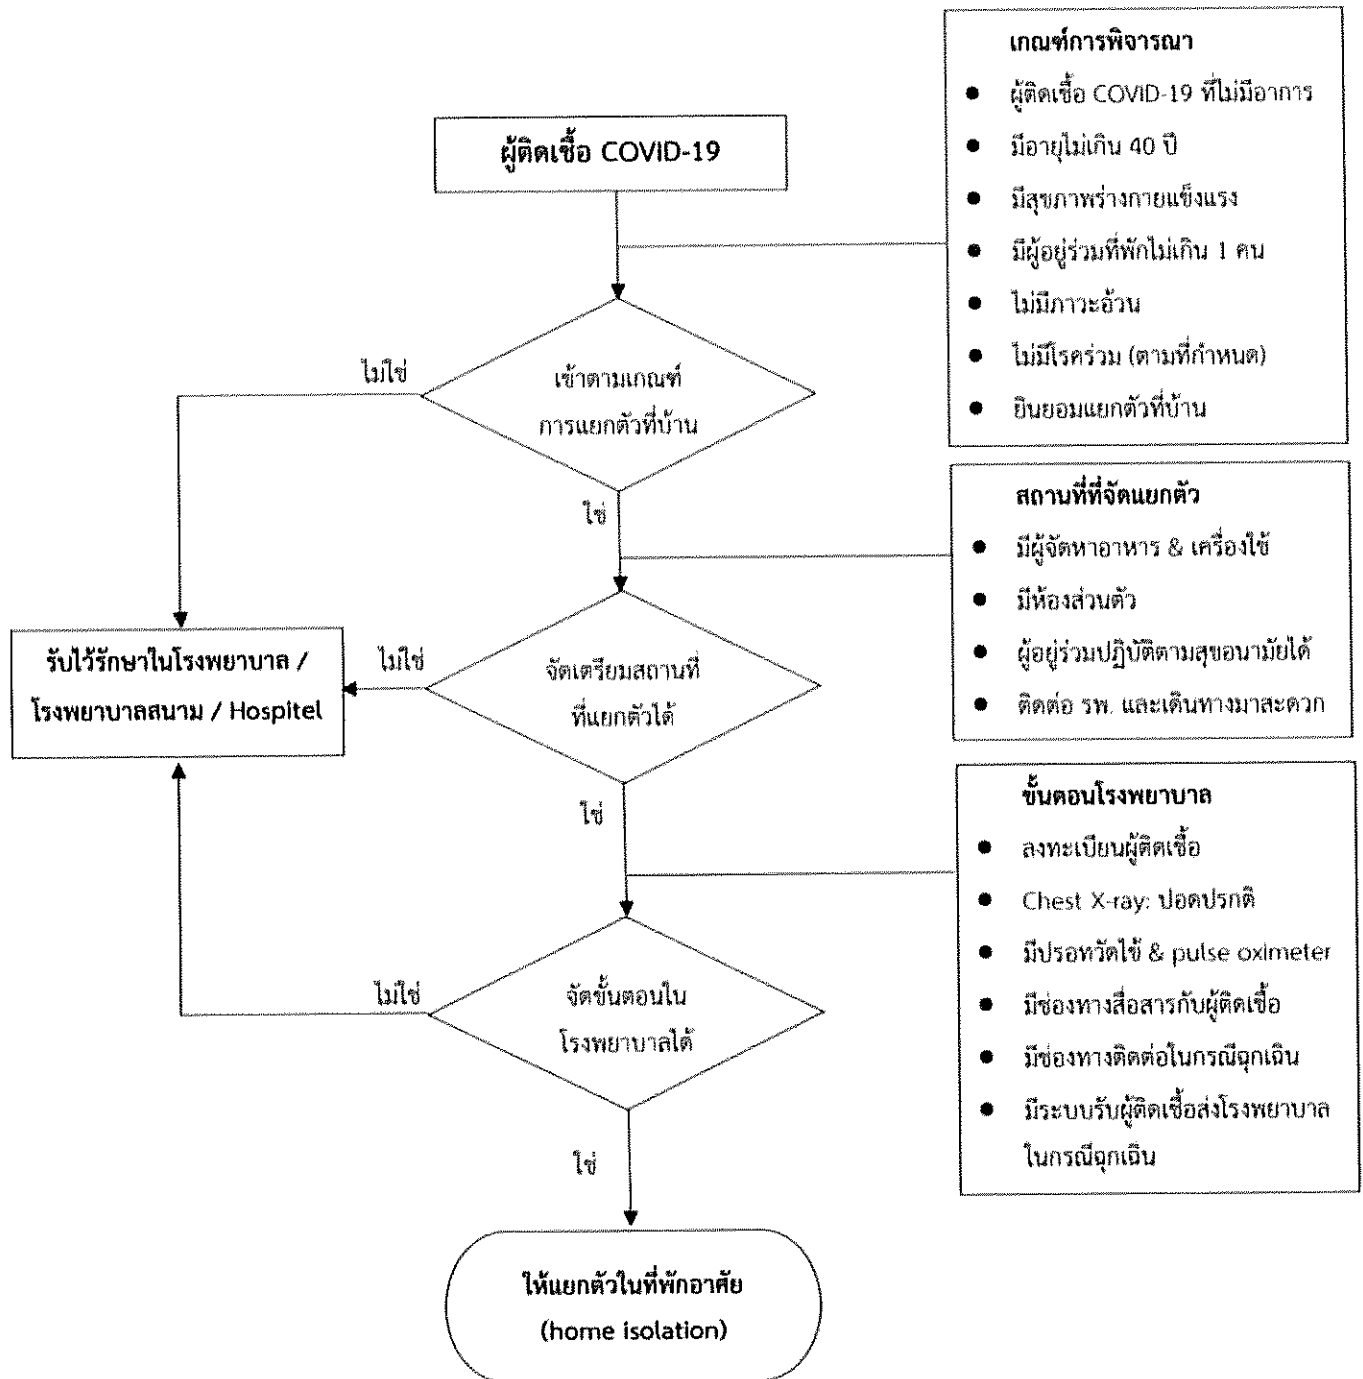 ผู้ติดเชื้อ COVID-19
เกณฑ์การพิจารณา
● ผู้ติดเชื้อ COVID-19 ที่ไม่มีอาการ
● มีอายุไม่เกิน 40 ปี
● มีสุขภาพร่างกายแข็งแรง
● มีผู้อยู่ร่วมที่พักไม่เกิน 1 คน
● ไม่มีภาวะอ้วน
● ไม่มีโรคร่วม (ตามที่กำหนด)
● ยินยอมแยกตัวที่บ้าน
เข้าตามเกณฑ์
การแยกตัวที่บ้าน
ไม่ใช่
ใช่
สถานที่ที่จัดแยกตัว
● มีผู้จัดหาอาหาร & เครื่องใช้
● มีห้องส่วนตัว
● ผู้อยู่ร่วมปฏิบัติตามสุขอนามัยได้
● ติดต่อ รพ. และเดินทางมาสะดวก
จัดเตรียมสถานที่
ที่แยกตัวได้
ไม่ใช่
รับไว้รักษาในโรงพยาบาล /
โรงพยาบาลสนาม / Hospitel
ใช่
ขั้นตอนโรงพยาบาล
● ลงทะเบียนผู้ติดเชื้อ
● Chest X-ray: ปอดปรกติ
● มีปรอทวัดไข้ & pulse oximeter
● มีช่องทางสื่อสารกับผู้ติดเชื้อ
● มีช่องทางติดต่อในกรณีฉุกเฉิน
● มีระบบรับผู้ติดเชื้อส่งโรงพยาบาล
ในกรณีฉุกเฉิน
จัดขั้นตอนใน
โรงพยาบาลได้
ไม่ใช่
ใช่
ให้แยกตัวในที่พักอาศัย
(home isolation)